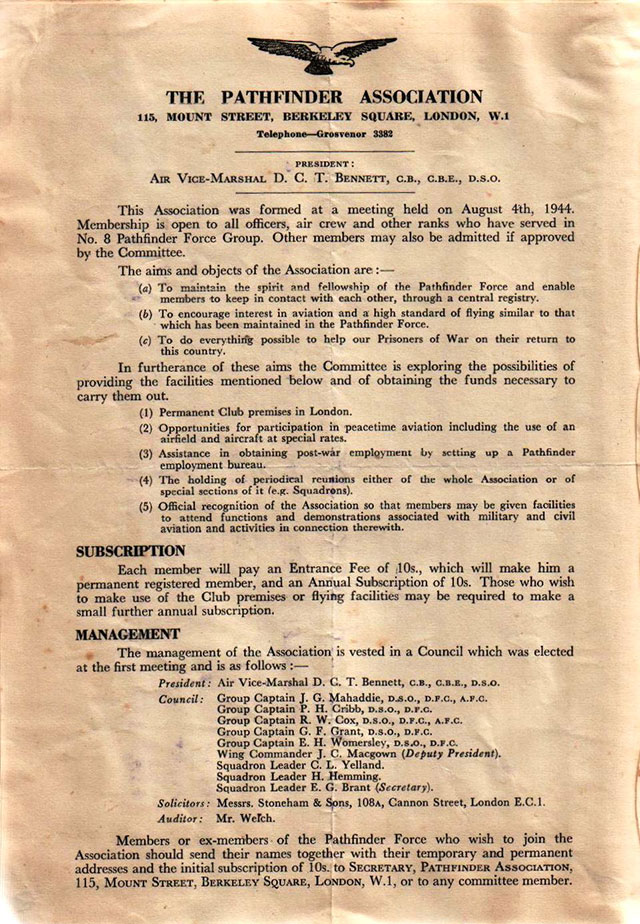 THE PATHFINDER ASSOCIATION
115, MOUNT STREET, BERKELEY SQUARE, LONDON, W.1
Telephone—Grosvenor 3382
PRESIDENT:
AIR VICE-MARSHAL D. C. T. BENNETT, C.B., C.B.E., D.S.O.
This Association was formed at a meeting held on August 4th, 1944.
Membership is open to all officers, air crew and other ranks who have served in
No. 8 Pathfinder Force Group. Other members may also be admitted if approved
by the Committee.
The aims and objects of the Association are :—
(a) To maintain the spirit and fellowship of the Pathfinder Force and enable
members to keep in contact with each other, through a central registry.
(b) To encourage interest in aviation and a high standard of flying similar to that
which has been maintained in the Pathfinder Force.
(c) To do everything possible to help our Prisoners of War on their return to
this country.
In furtherance of these aims the Committee is exploring the possibilities of
providing the facilities mentioned below and of obtaining the funds necessary to
carry them out.
(1) Permanent Club premises in London.
(2) Opportunities for participation in peacetime aviation including the use of an
airfield and aircraft at special rates.
(3) Assistance in obtaining post-war employment by setting up a Pathfinder
employment bureau.
(4) The holding of periodical reunions either of the whole Association or of
special sections of it (e.g. Squadrons).
(5) Official recognition of the Association so that members may be given facilities
to attend functions and demonstrations associated with military and civil
aviation and activities in connection therewith.
SUBSCRIPTION
Each member will pay an Entrance Fee of 10s., which will make him a
permanent registered member, and an Annual Subscription of 10s. Those who wish
to make use of the Club premises or flying facilities may be required to make a
small further annual subscription.
MANAGEMENT
The management of the Association is vested in a Council which was elected
at the first meeting and is as follows :—
President: Air Vice-Marshal D. C. T. Bennett, C.B., C.B.E., D.S.O.
Council: Group Captain J. G. Mahaddie, D.S.O., D.F.C., A.F.C.
Group Captain P. H. Cribb, D.S.O., D.F.C.
Group Captain R. W. Cox, D.S.O., D.F.C., A.F.C.
Group Captain G. F. Grant, D.S.O., D.F.C.
Group Captain E. H. Womersley, D.S.O., D.F.C.
Wing Commander J. C. Macgown (Deputy President).
Squadron Leader C. L. Yelland.
Squadron Leader H. Hemming.
Squadron Leader E. G. Brant (Secretary).
Solicitors: Messrs. Stoneham & Sons, 108A, Cannon Street, London E.C.1.
Auditor: Mr. Welch.
Members or ex-members of the Pathfinder Force who wish to join the
Association should send their names together with their temporary and permanent
addresses and the initial subscription of 10s. to SECRETARY, PATHFINDER ASSOCIATION,
115, MOUNT STREET, BERKELEY SQUARE, LONDON, W.1, or to any committee member.